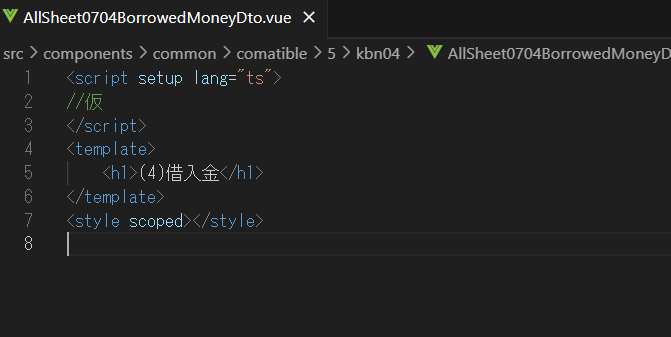 AllSheet0704BorrowedMoneyDto.vue ×
src > components > common > comatible > 5 > kbn04 > AllSheet0704BorrowedMoneyD
1 <script setup lang="ts">
2 //仮
3 </script>
4 <template>
5 <h1>(4)借入金</h1>
6 </template>
7 <style scoped></style>
8